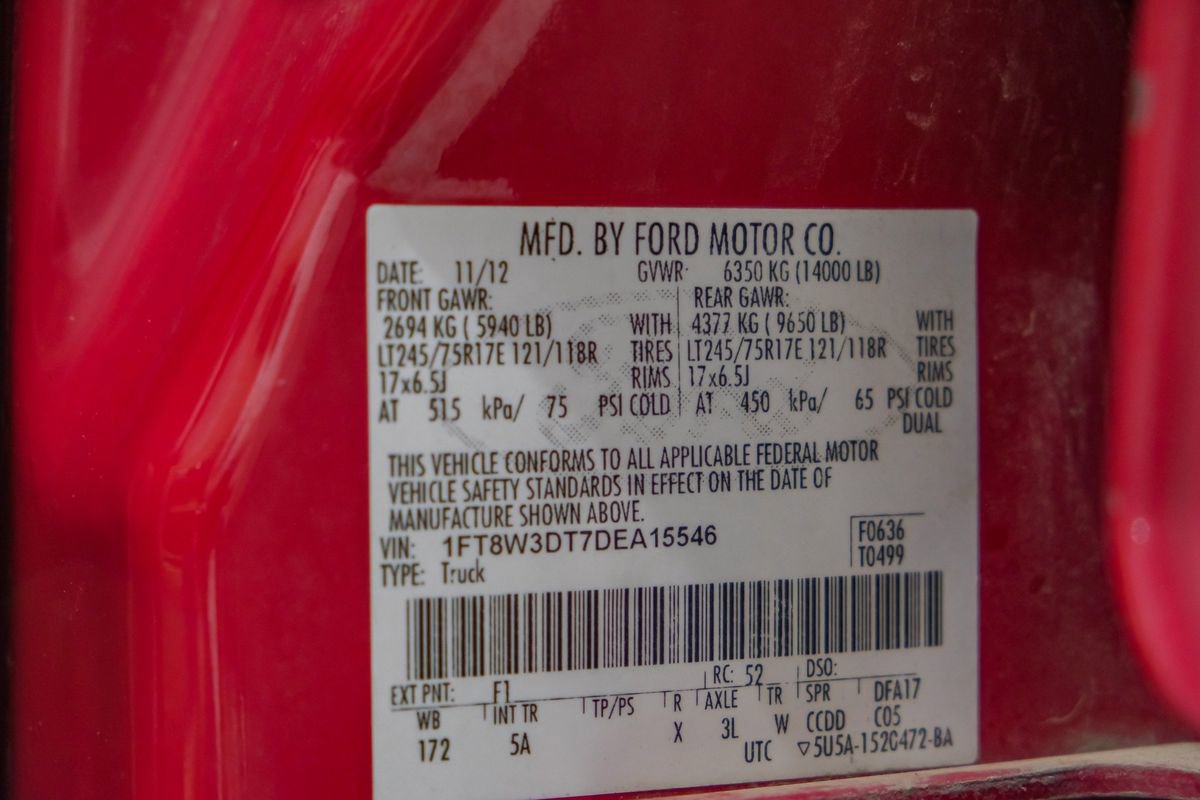 MFD. BY FORD MOTOR CO.
DATE: 11/12 GVWR: 6350 KG (14000 LB)
FRONT GAWR: REAR GAWR:
2694 KG ( 5940 LB) WITH 4377 KG ( 9650 LB) WITH
LT245/75R17E 121/118R TIRES LT245/75R17E 121/118R TIRES
17x6.5J RIMS 17x6.5J RIMS
AT 515 kPa/ 75 PSI COLD AT 450 kPa/ 65 PSI COLD
DUAL
THIS VEHICLE CONFORMS TO ALL APPLICABLE FEDERAL MOTOR
VEHICLE SAFETY STANDARDS IN EFFECT ON THE DATE OF
MANUFACTURE SHOWN ABOVE.
VIN: 1FT8W3DT7DEA15546 F0636
TYPE: Truck T0499
EXT PNT: F1 RC: 52 DSO:
WB INT TR TP/PS R AXLE TR SPR DFA17
172 5A X 3L W CCDD C05
UTC ▽5U5A-1520472-BA